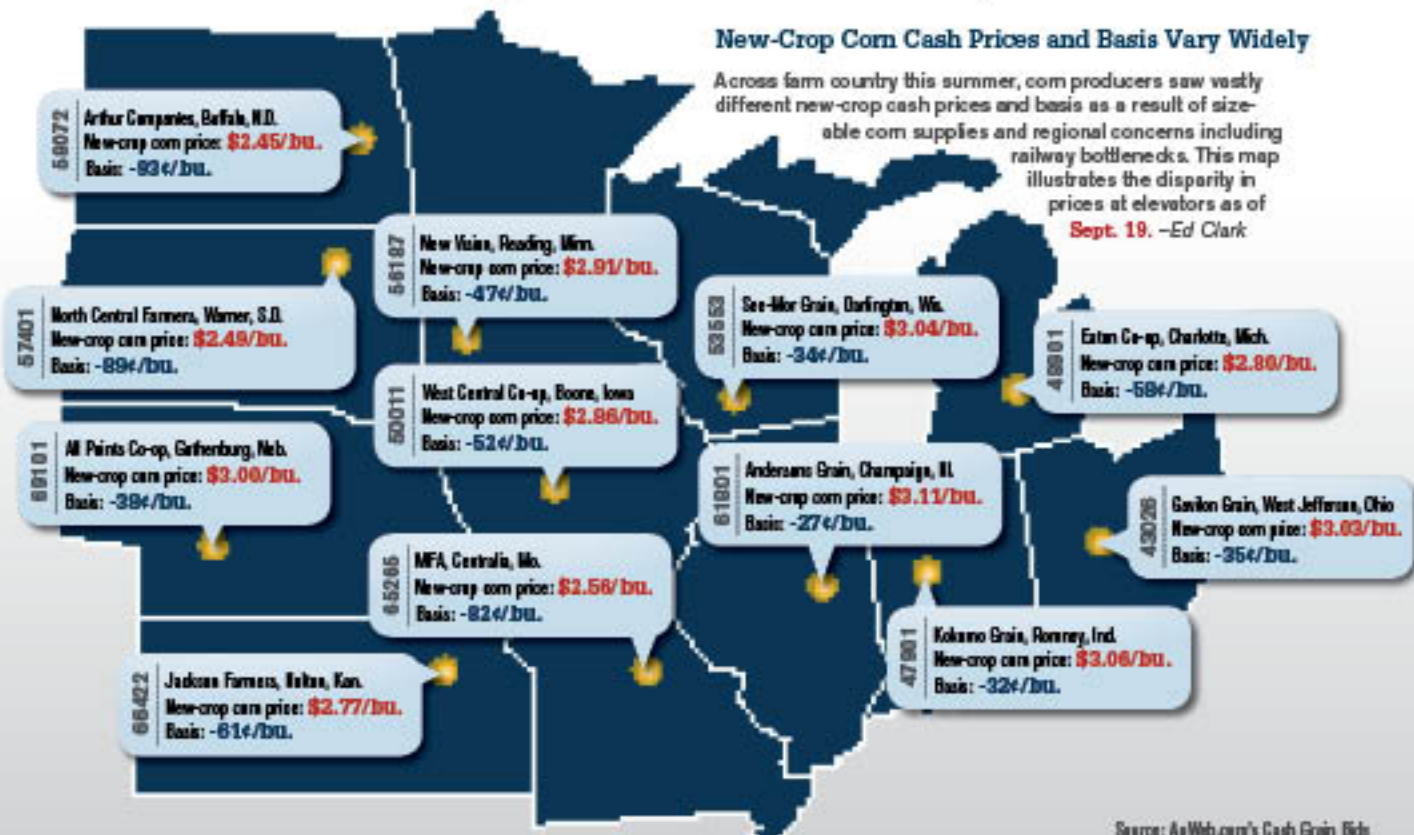 New-Crop Corn Cash Prices and Basis Vary Widely
Across farm country this summer, corn producers saw vastly
different new-crop cash prices and basis as a result of size-
able corn supplies and regional concerns including
railway bottlenecks. This map
illustrates the disparity in
prices at elevators as of
Sept. 19. –Ed Clark
Arthur Companies, Buffalo, N.D.
New-crop corn price: $2.45/bu.
Basis: -93¢/bu.
56187
New Vision, Reading, Minn.
New-crop corn price: $2.91/bu.
Basis: -47¢/bu.
57401
North Central Farmers, Warner, S.D.
New-crop corn price: $2.49/bu.
Basis: -89¢/bu.
53553
See-Mor Grain, Darlington, Wis.
New-crop corn price: $3.04/bu.
Basis: -34¢/bu.
Eaton Co-op, Charlotte, Mich.
New-crop corn price: $2.80/bu.
Basis: -58¢/bu.
50011
West Central Co-op, Boone, Iowa
New-crop corn price: $2.86/bu.
Basis: -52¢/bu.
69101
All Points Co-op, Gothenburg, Neb.
New-crop corn price: $3.00/bu.
Basis: -38¢/bu.
61801
Andersons Grain, Champaign, Ill.
New-crop corn price: $3.11/bu.
Basis: -27¢/bu.
43026
Gavilon Grain, West Jefferson, Ohio
New-crop corn price: $3.03/bu.
Basis: -35¢/bu.
65265
MFA, Centralia, Mo.
New-crop corn price: $2.56/bu.
Basis: -82¢/bu.
47901
Kokomo Grain, Romney, Ind.
New-crop corn price: $3.06/bu.
Basis: -32¢/bu.
66422
Jackson Farmers, Holton, Kan.
New-crop corn price: $2.77/bu.
Basis: -61¢/bu.
Source: AgWeb.com's Cash Grain Bids